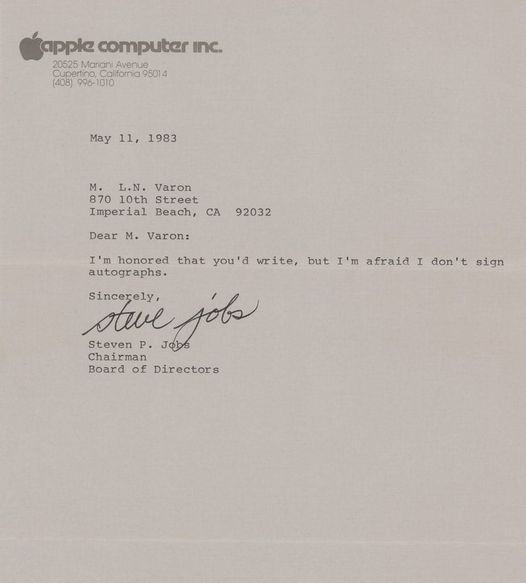 apple computer inc.
20525 Mariani Avenue
Cupertino, California 95014
(408) 996-1010
May 11, 1983
M.  L.N. Varon
870 10th Street
Imperial Beach, CA  92032
Dear M. Varon:
I'm honored that you'd write, but I'm afraid I don't sign
autographs.
Sincerely,
steve jobs
Steven P. Jobs
Chairman
Board of Directors